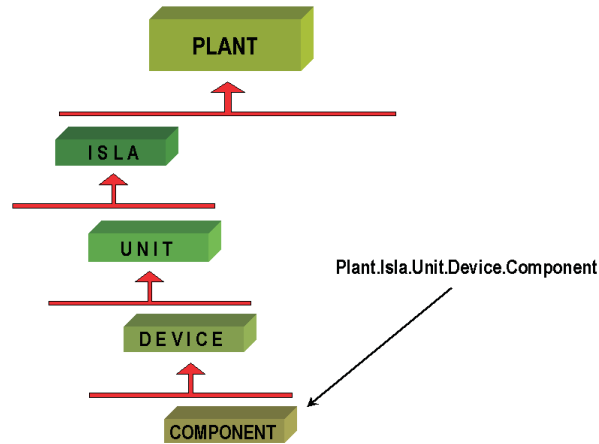 PLANT
ISLA
UNIT
Plant.Isla.Unit.Device.Component
DEVICE
COMPONENT